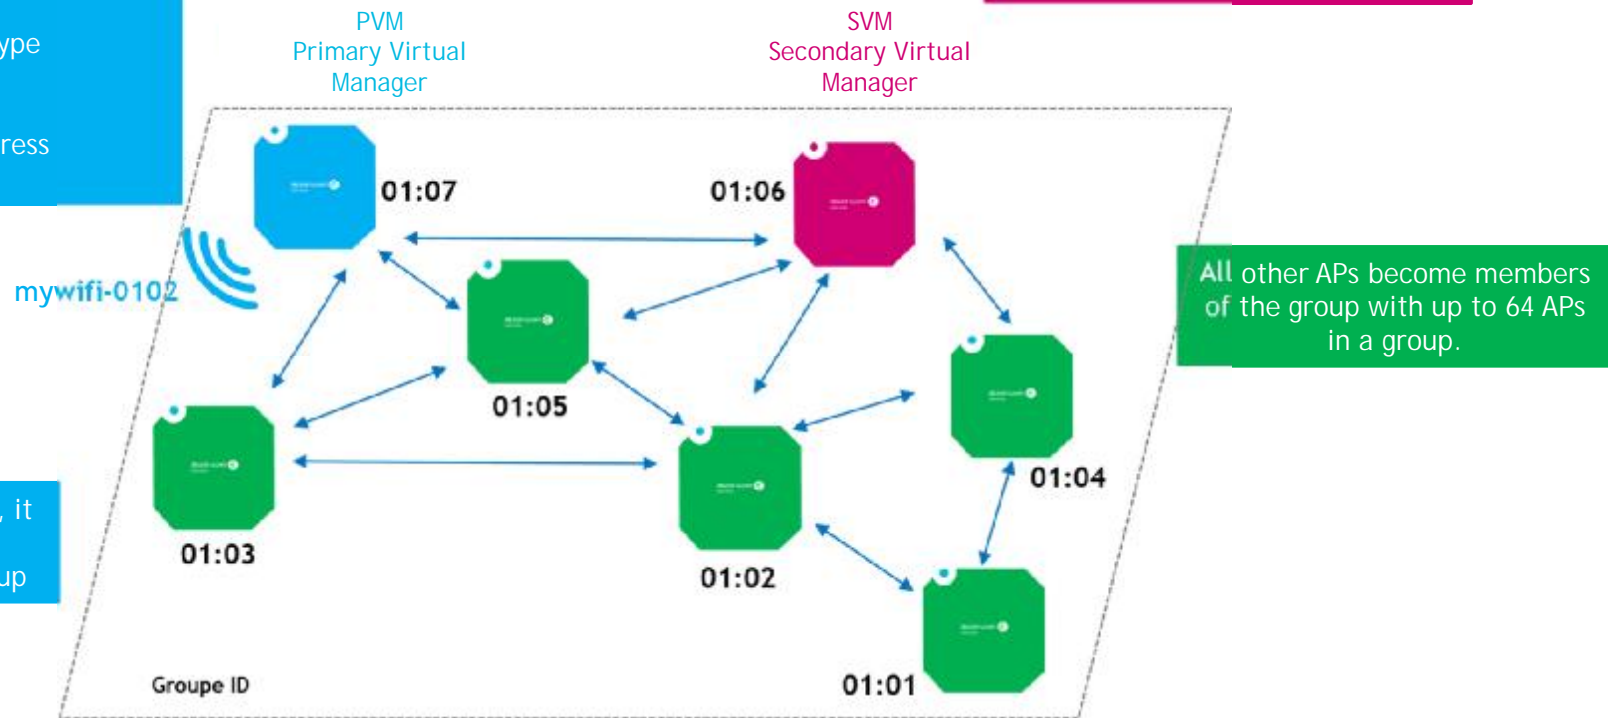 ype
ress
PVM
Primary Virtual
Manager
SVM
Secondary Virtual
Manager
01:07
01:06
mywifi-0102
All other APs become members
of the group with up to 64 APs
in a group.
01:05
01:04
, it
up
01:03
01:02
01:01
Groupe ID